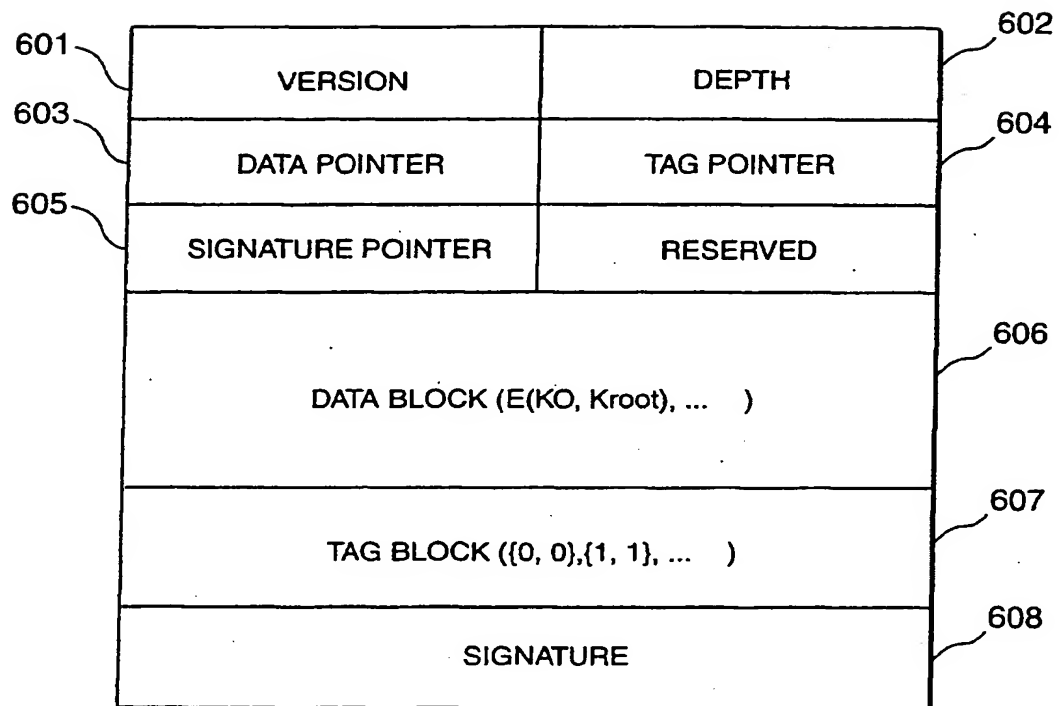 601 VERSION DEPTH 602
603 DATA POINTER TAG POINTER 604
605 SIGNATURE POINTER RESERVED
DATA BLOCK (E(KO, Kroot), ... ) 606
TAG BLOCK ({0, 0},{1, 1}, ... ) 607
SIGNATURE 608